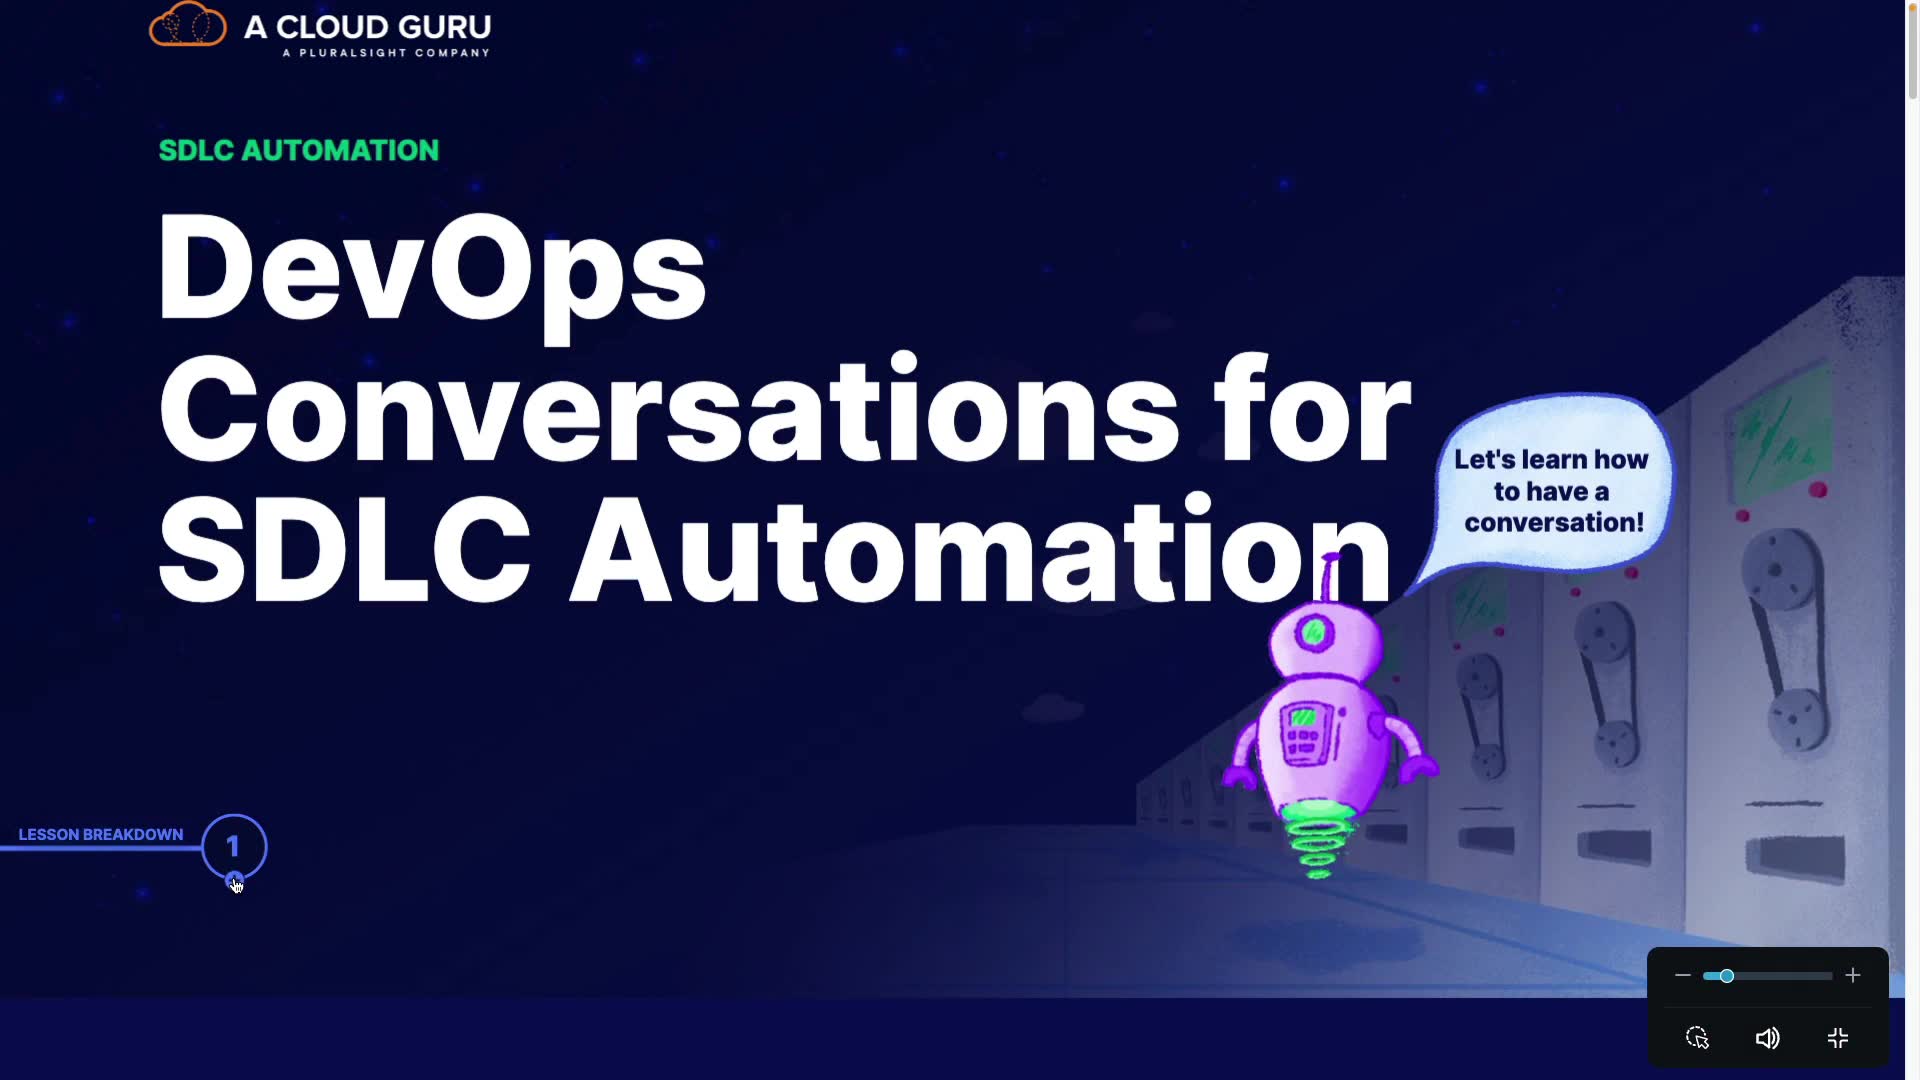 A CLOUD GURU
A PLURALSIGHT COMPANY
SDLC AUTOMATION
DevOps
Conversations for
SDLC Automation
Let's learn how
to have a
conversation!
LESSON BREAKDOWN
1